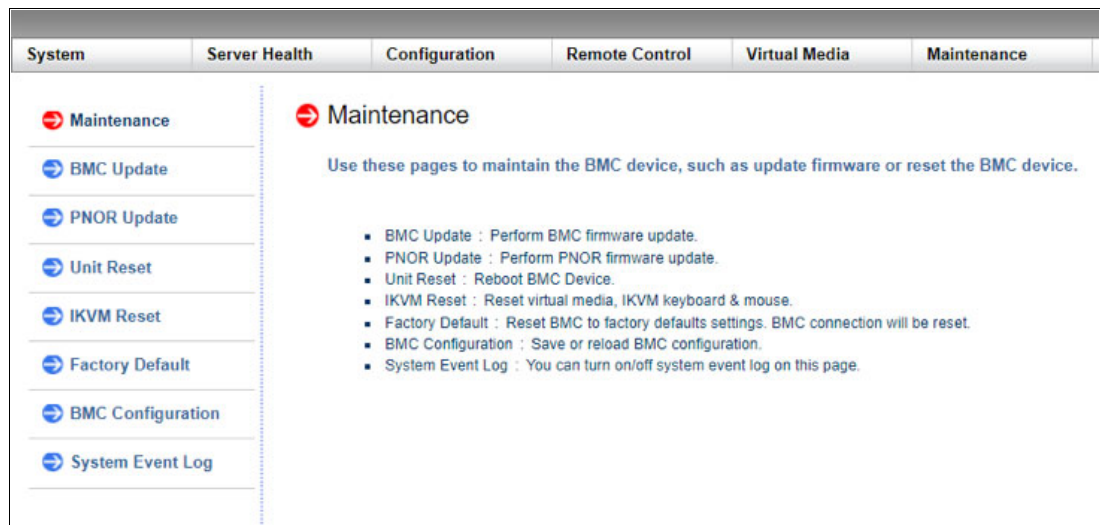 System Server Health Configuration Remote Control Virtual Media Maintenance
Maintenance
BMC Update
PNOR Update
Unit Reset
IKVM Reset
Factory Default
BMC Configuration
System Event Log
Maintenance
Use these pages to maintain the BMC device, such as update firmware or reset the BMC device.
BMC Update : Perform BMC firmware update.
PNOR Update : Perform PNOR firmware update.
Unit Reset : Reboot BMC Device.
IKVM Reset : Reset virtual media, IKVM keyboard & mouse.
Factory Default : Reset BMC to factory defaults settings. BMC connection will be reset.
BMC Configuration : Save or reload BMC configuration.
System Event Log : You can turn on/off system event log on this page.